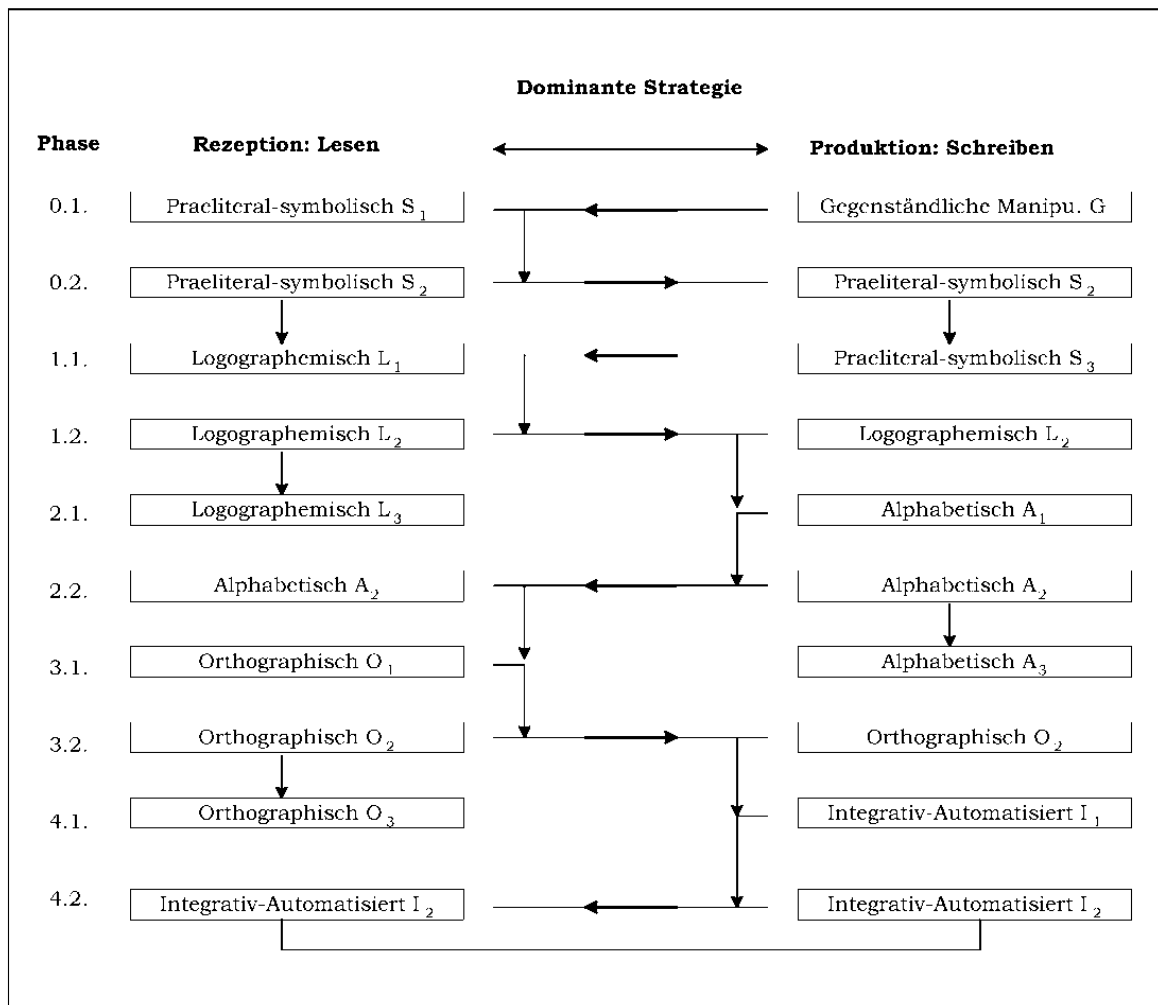 Dominante Strategie
Phase Rezeption: Lesen Produktion: Schreiben
0.1. Praeliteral-symbolisch S₁ Gegenständliche Manipu. G
0.2. Praeliteral-symbolisch S₂ Praeliteral-symbolisch S₂
1.1. Logographemisch L₁ Praeliteral-symbolisch S₃
1.2. Logographemisch L₂ Logographemisch L₂
2.1. Logographemisch L₃ Alphabetisch A₁
2.2. Alphabetisch A₂ Alphabetisch A₂
3.1. Orthographisch O₁ Alphabetisch A₃
3.2. Orthographisch O₂ Orthographisch O₂
4.1. Orthographisch O₃ Integrativ-Automatisiert I₁
4.2. Integrativ-Automatisiert I₂ Integrativ-Automatisiert I₂